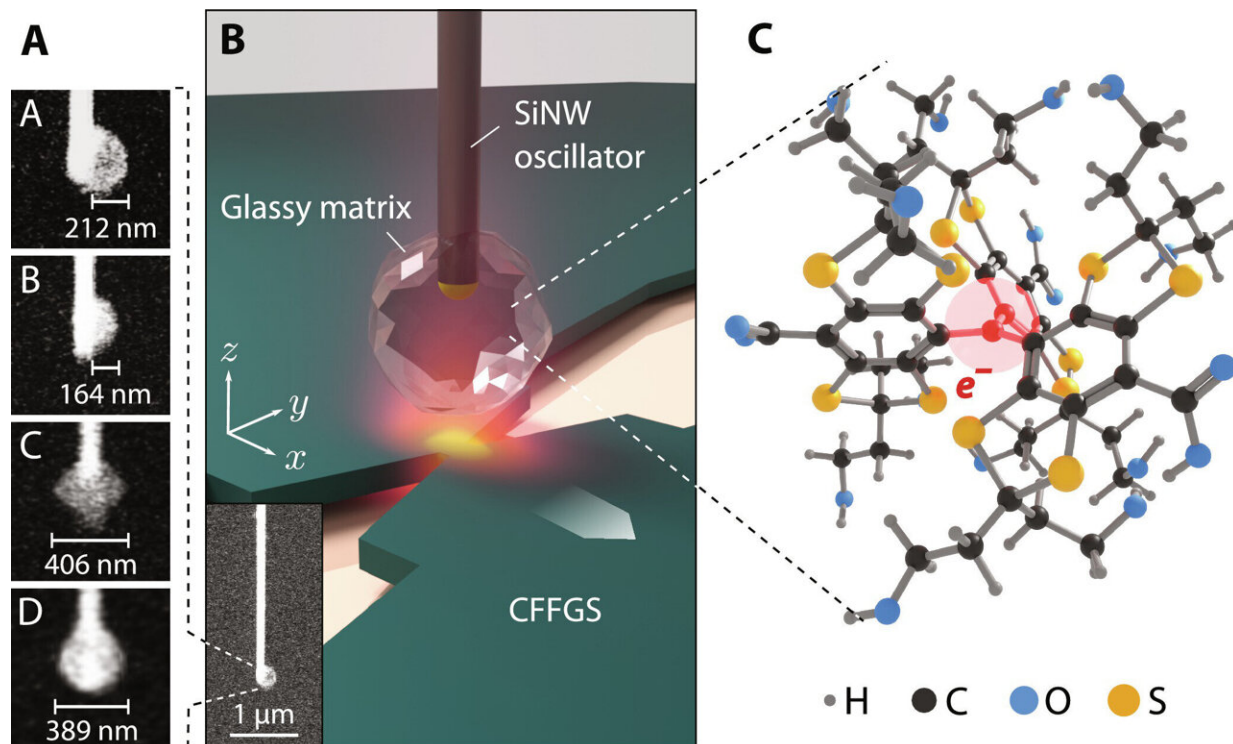 A
A
212 nm
B
164 nm
C
406 nm
D
389 nm
B
SiNW
oscillator
Glassy matrix
z
y
x
CFFGS
1 μm
C
e⁻
H
C
O
S